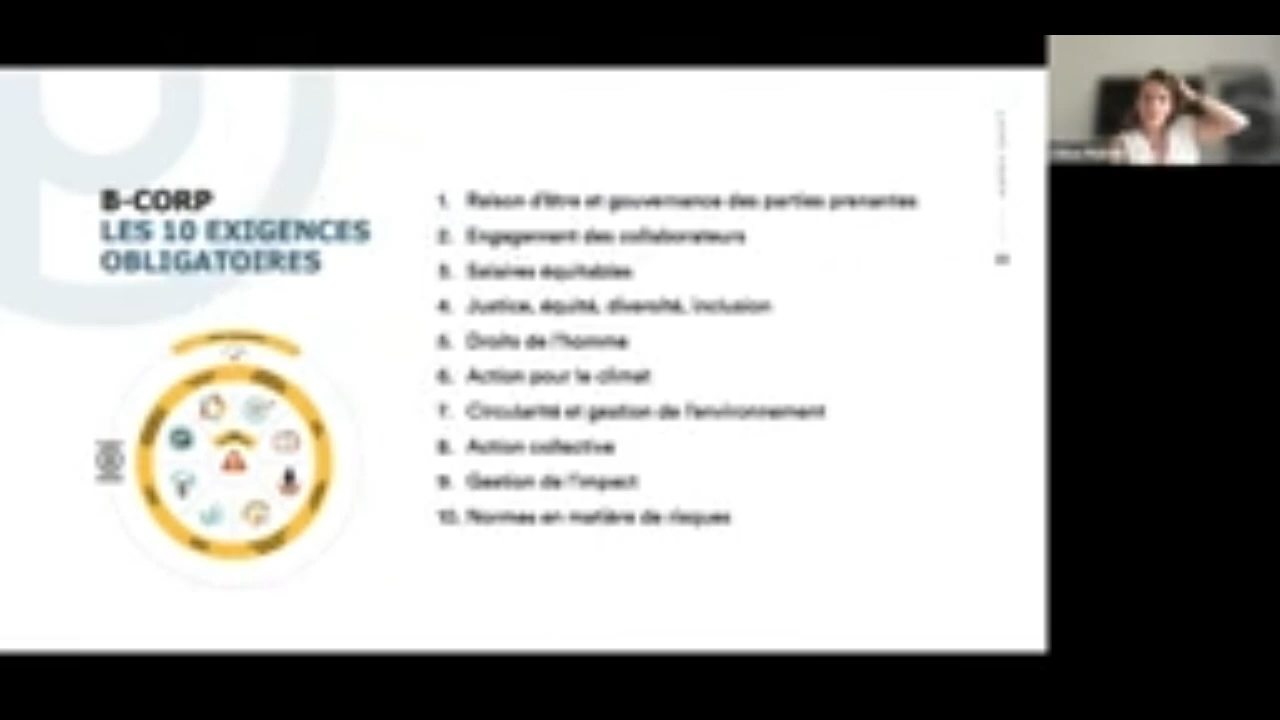 B-CORP
LES 10 EXIGENCES
OBLIGATOIRES
1. Raison d'être et gouvernance des parties prenantes
2. Engagement des collaborateurs
3. Salaires équitables
4. Justice, équité, diversité, inclusion
5. Droits de l'homme
6. Action pour le climat
7. Circularité et gestion de l'environnement
8. Action collective
9. Gestion de l'impact
10. Normes en matière de risques